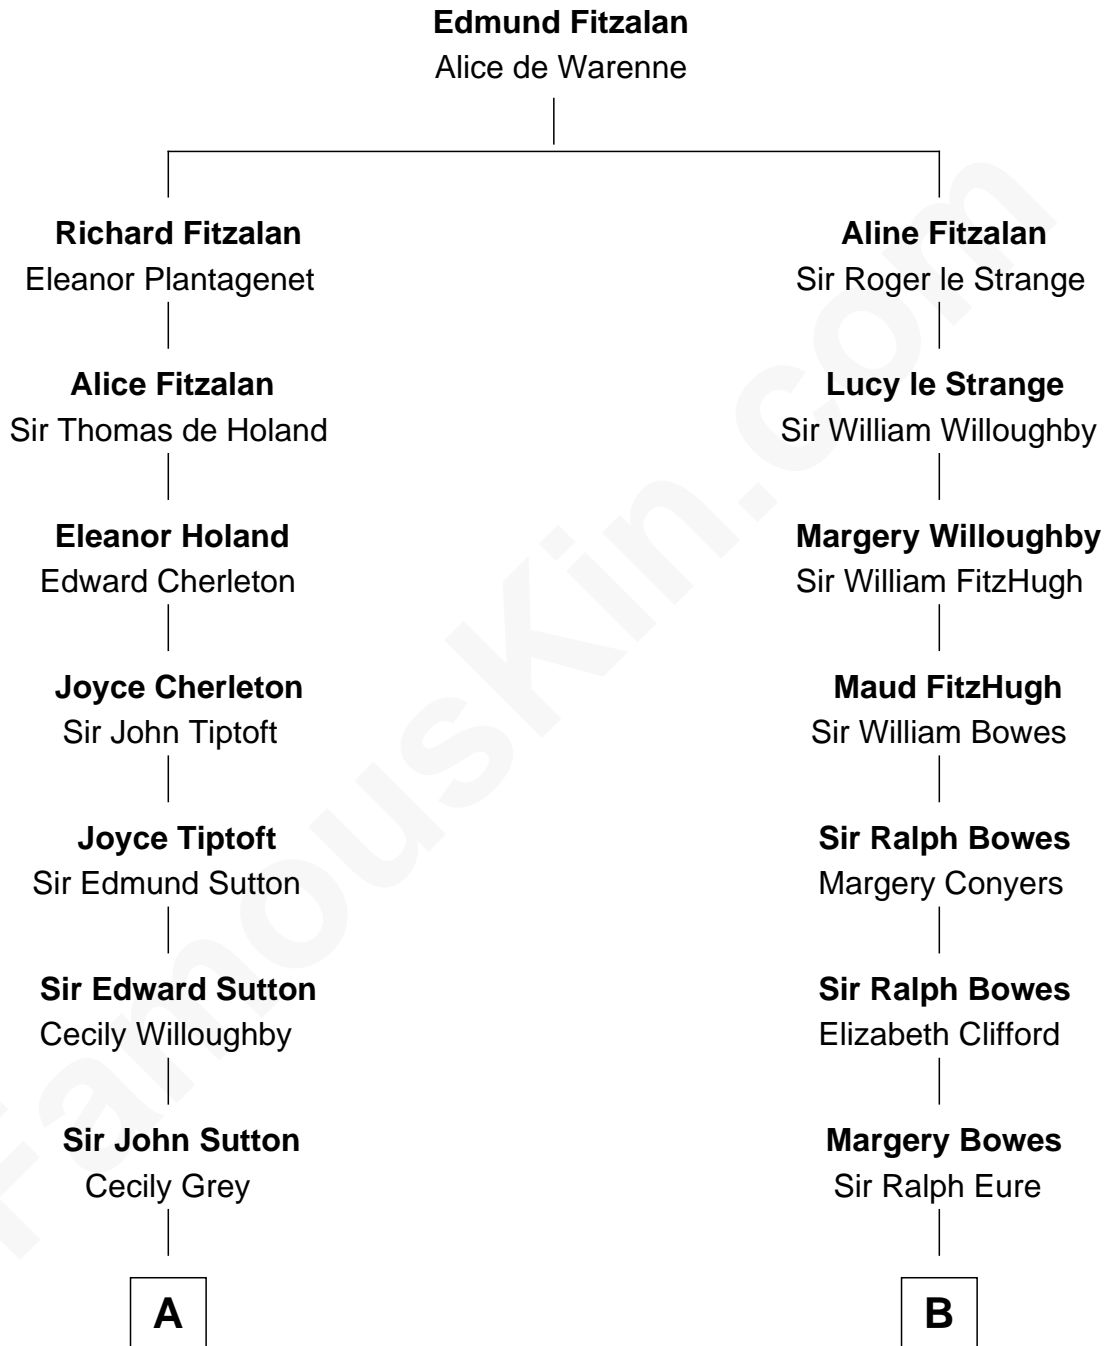 Edmund Fitzalan
Alice de Warenne
Richard Fitzalan
Eleanor Plantagenet
Aline Fitzalan
Sir Roger le Strange
Alice Fitzalan
Sir Thomas de Holand
Lucy le Strange
Sir William Willoughby
Eleanor Holand
Edward Cherleton
Margery Willoughby
Sir William FitzHugh
Joyce Cherleton
Sir John Tiptoft
Maud FitzHugh
Sir William Bowes
Joyce Tiptoft
Sir Edmund Sutton
Sir Ralph Bowes
Margery Conyers
Sir Edward Sutton
Cecily Willoughby
Sir Ralph Bowes
Elizabeth Clifford
Sir John Sutton
Cecily Grey
Margery Bowes
Sir Ralph Eure
A
B
FamousKin.com